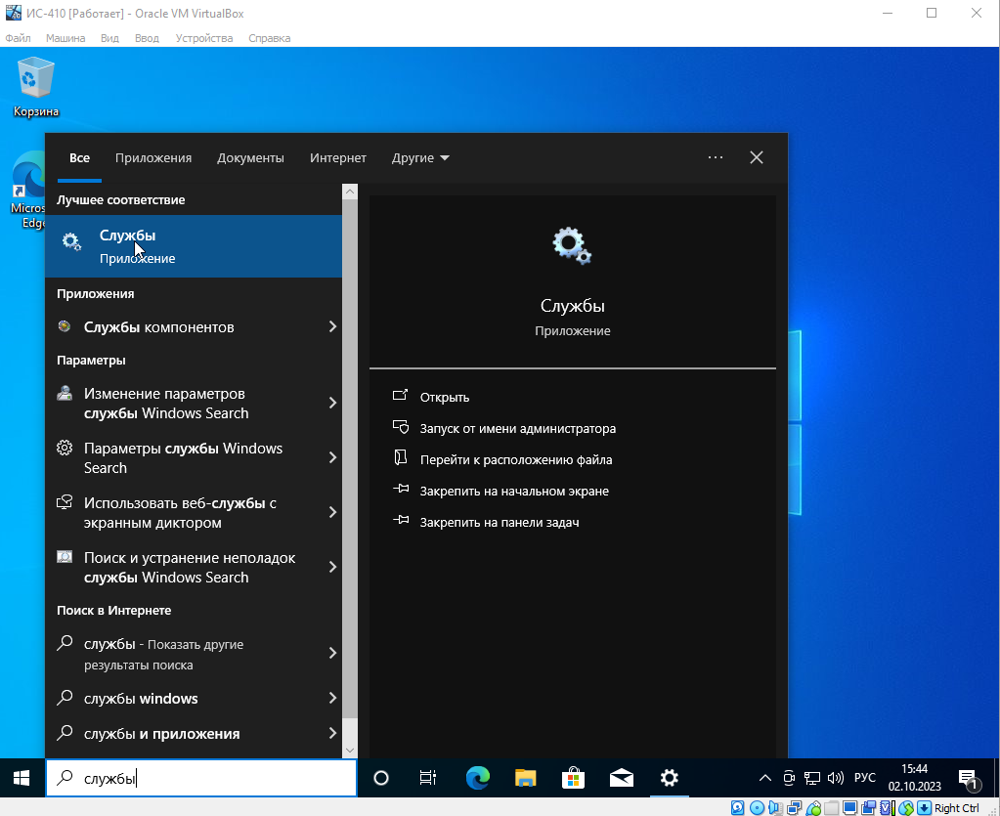 ИС-410 [Работает] - Oracle VM VirtualBox
Файл Машина Вид Ввод Устройства Справка
Корзина
Micros
Edge
Все Приложения Документы Интернет Другие
Лучшее соответствие
Службы
Приложение
Приложения
Службы компонентов
Параметры
Изменение параметров
службы Windows Search
Параметры службы Windows
Search
Использовать веб-службы с
экранным диктором
Поиск и устранение неполадок
службы Windows Search
Поиск в Интернете
службы - Показать другие
результаты поиска
службы windows
службы и приложения
Службы
Приложение
Открыть
Запуск от имени администратора
Перейти к расположению файла
Закрепить на начальном экране
Закрепить на панели задач
службы
РУС
15:44
02.10.2023
1
Right Ctrl